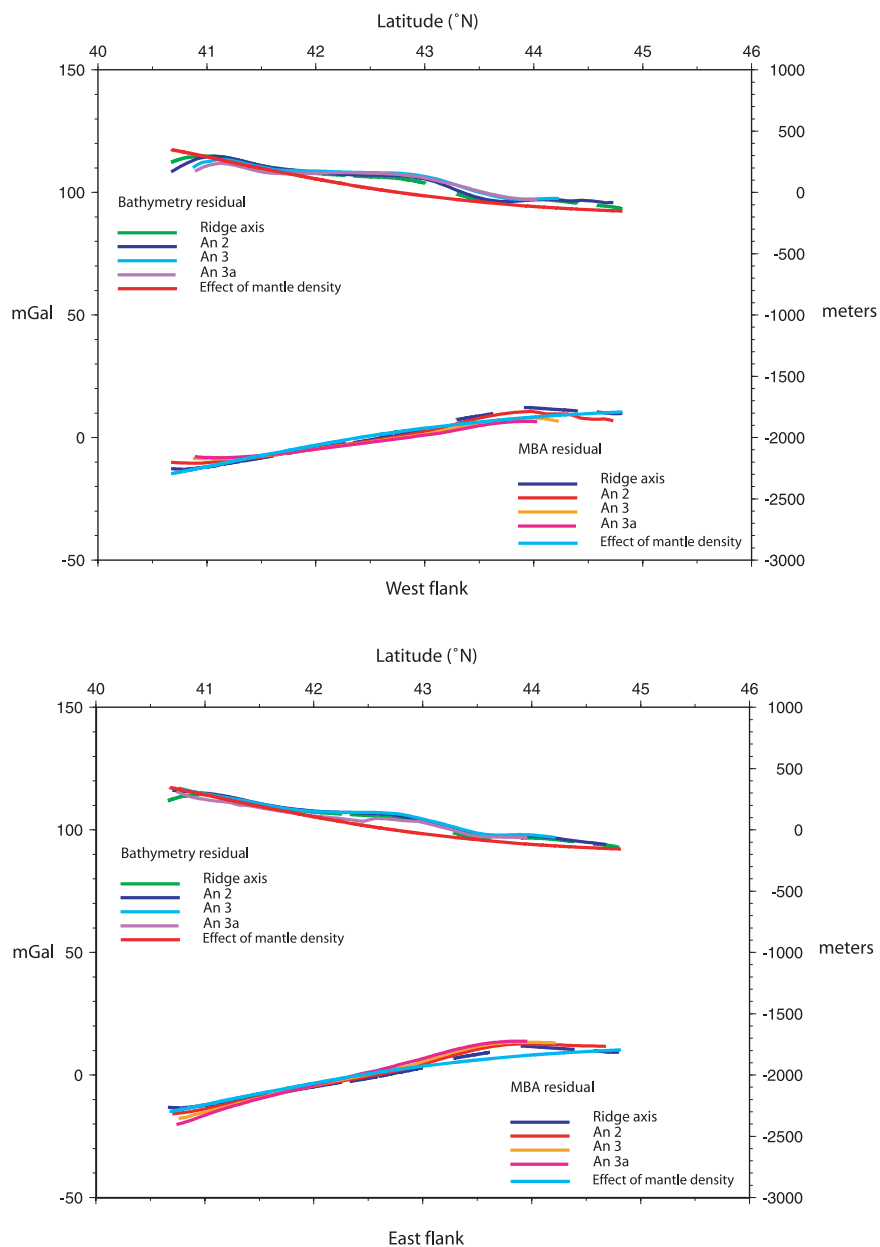 Latitude (˚N)
40 41 42 43 44 45 46
150 1000
500
100 0
Bathymetry residual
Ridge axis
An 2 -500
An 3
An 3a
Effect of mantle density
mGal 50 -1000 meters
-1500
0 -2000
MBA residual
Ridge axis
An 2 -2500
An 3
An 3a
Effect of mantle density
-50 -3000
West flank
Latitude (˚N)
40 41 42 43 44 45 46
150 1000
500
100 0
Bathymetry residual
Ridge axis
An 2 -500
An 3
An 3a
Effect of mantle density
mGal 50 -1000 meters
-1500
0 -2000
MBA residual
Ridge axis
An 2 -2500
An 3
An 3a
Effect of mantle density
-50 -3000
East flank